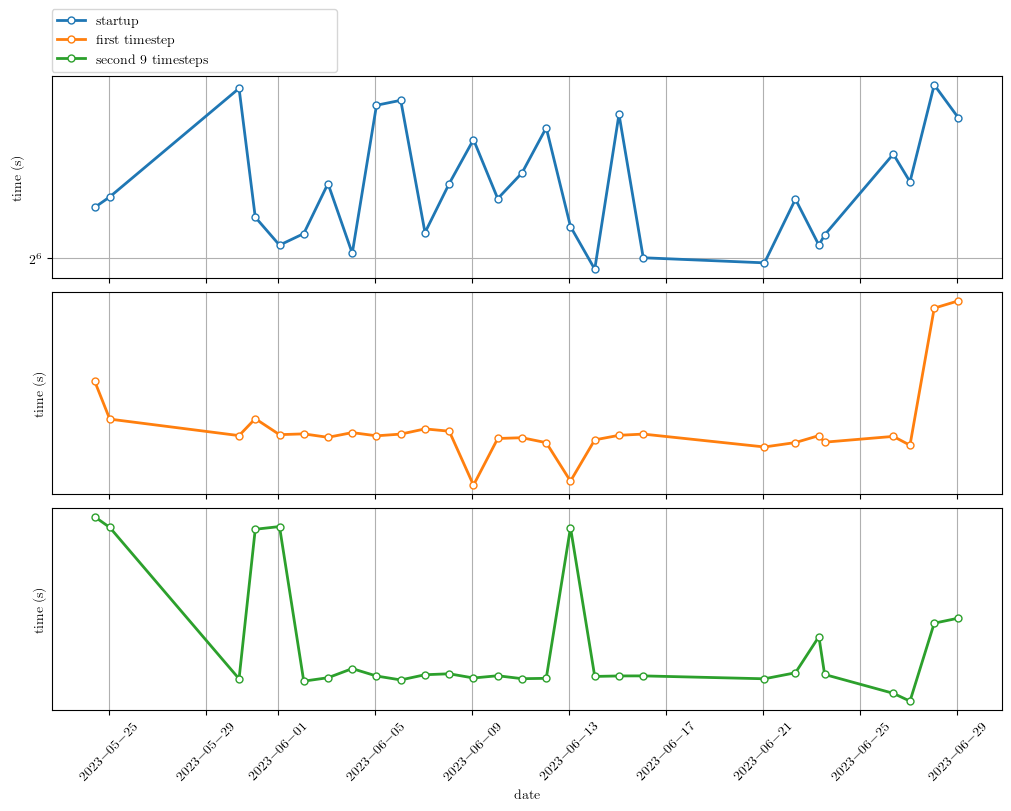 startup
first timestep
second 9 timesteps
time (s)
2⁶
time (s)
time (s)
2023−05−25
2023−05−29
2023−06−01
2023−06−05
2023−06−09
2023−06−13
2023−06−17
2023−06−21
2023−06−25
2023−06−29
date